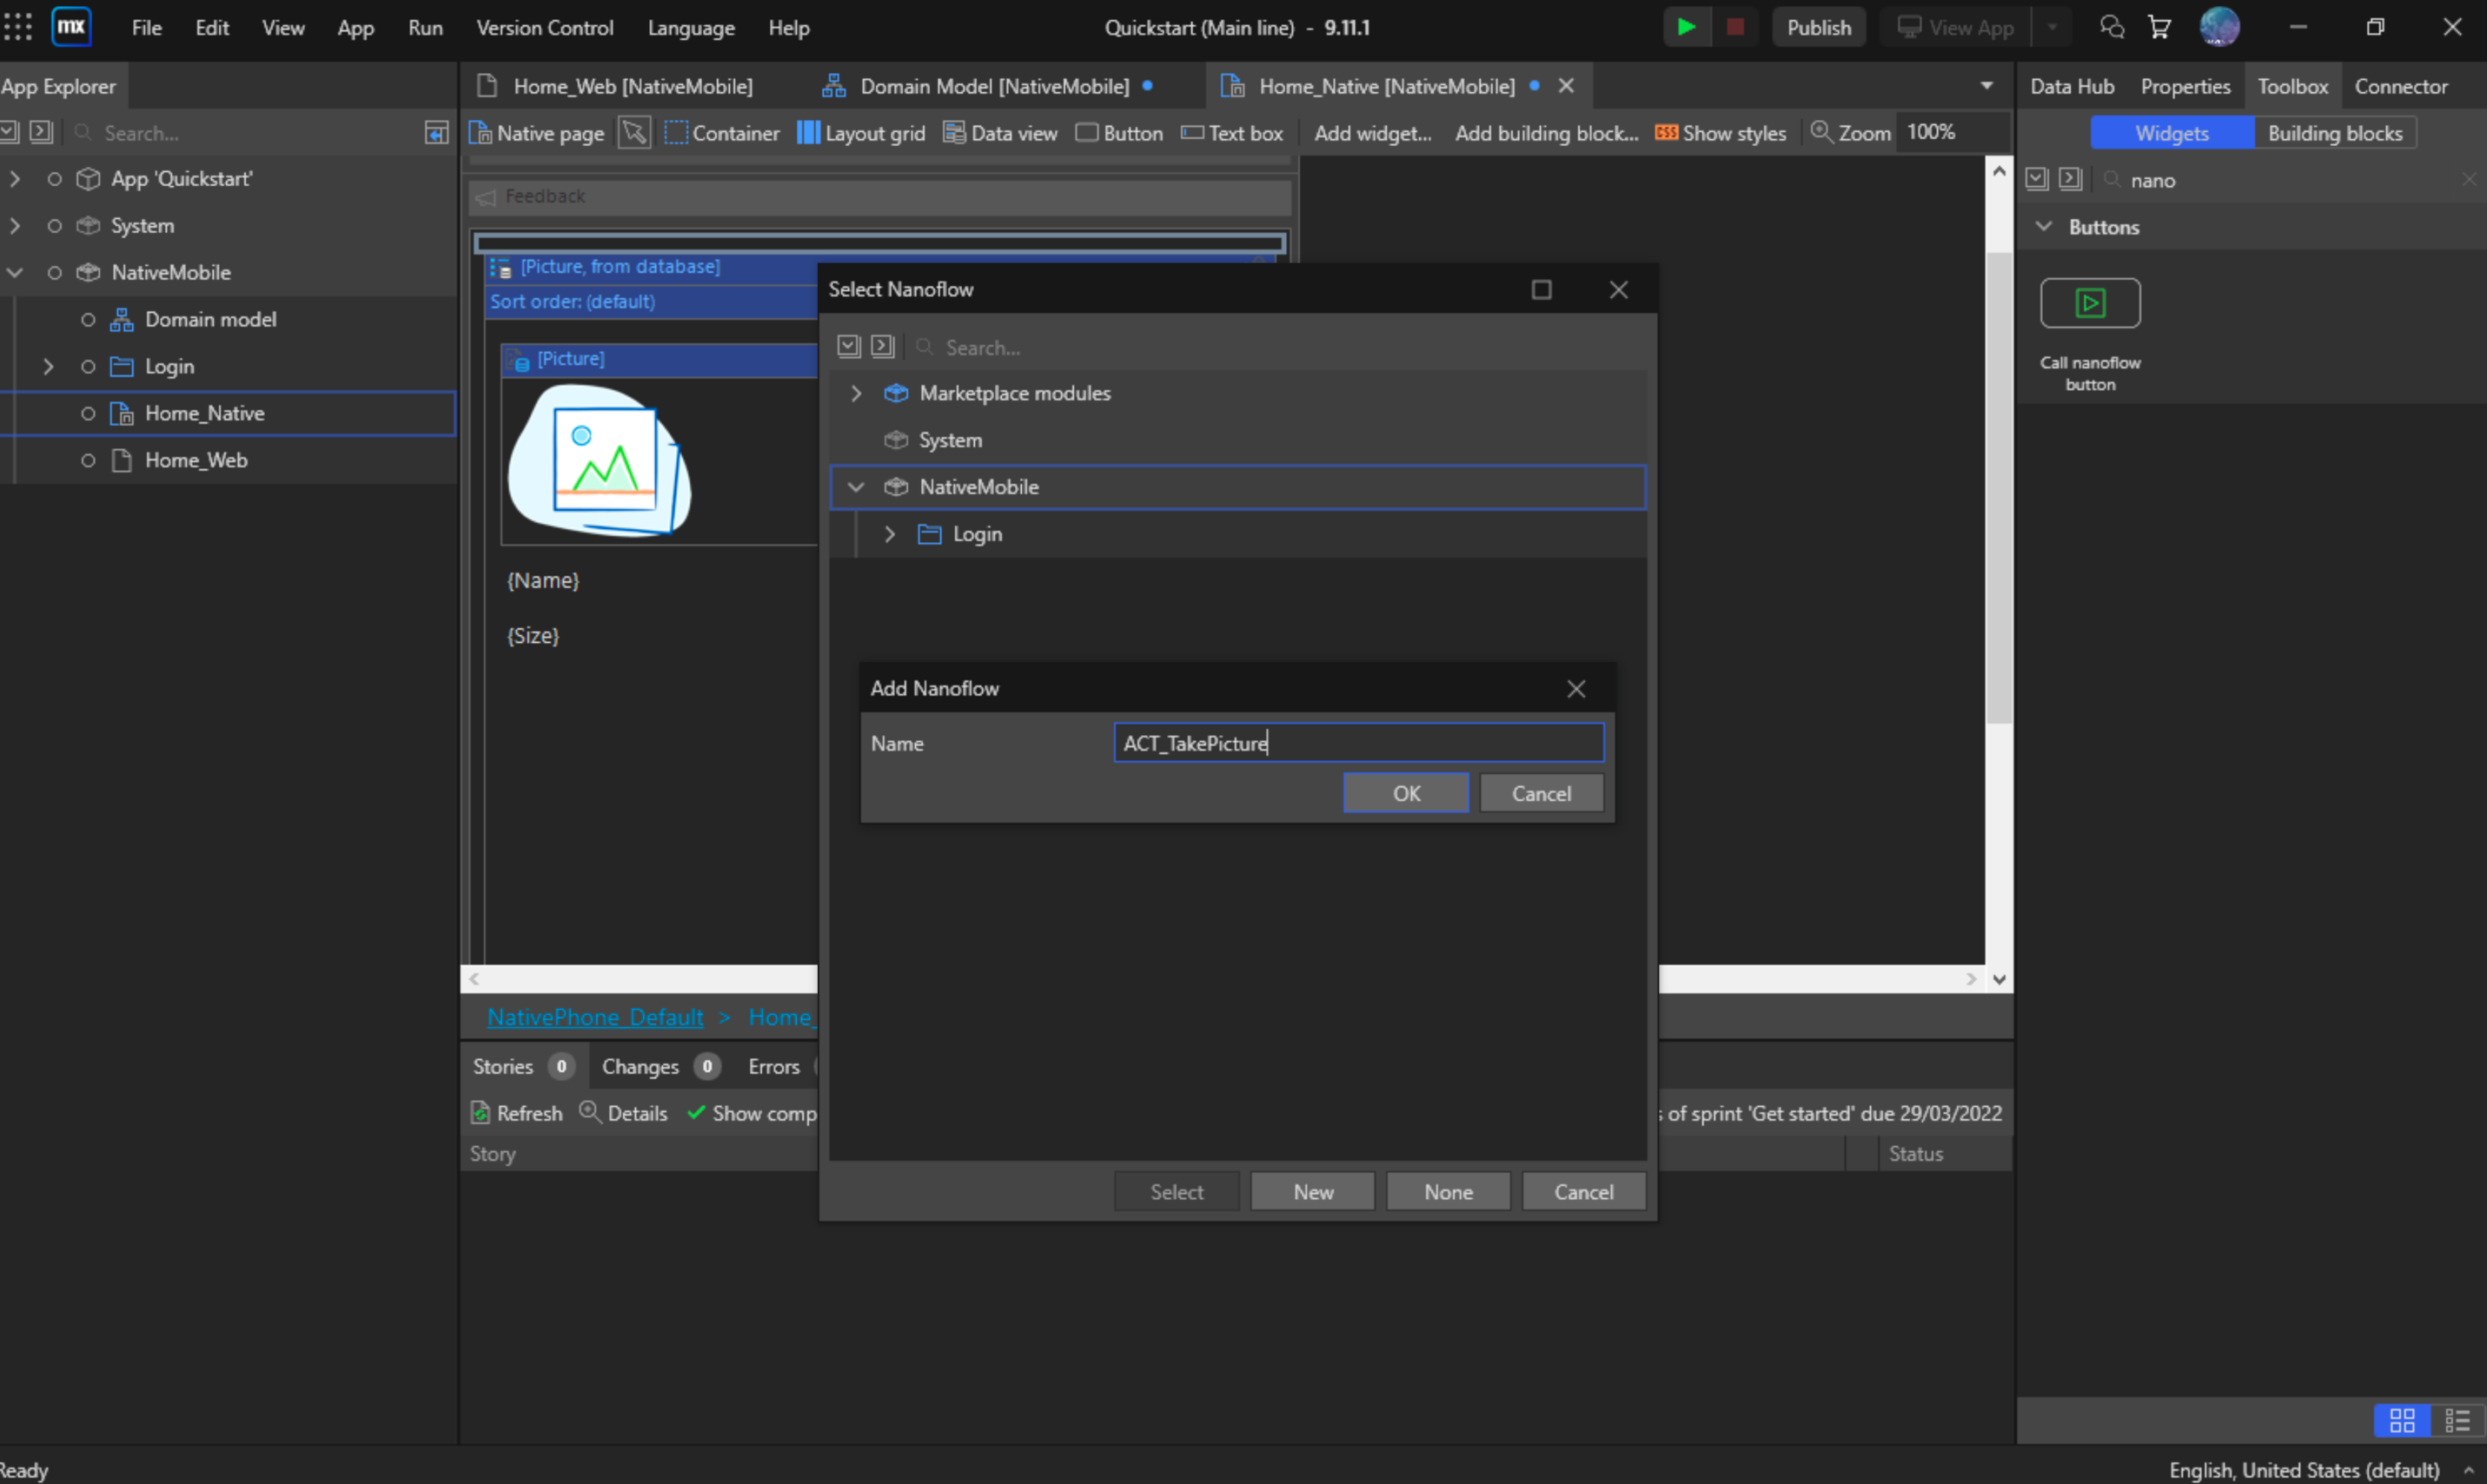 mx File Edit View App Run Version Control Language Help Quickstart (Main line) - 9.11.1 Publish View App
App Explorer
Search...
App 'Quickstart'
System
NativeMobile
Domain model
Login
Home_Native
Home_Web
Home_Web [NativeMobile] Domain Model [NativeMobile] Home_Native [NativeMobile]
Native page Container Layout grid Data view Button Text box Add widget... Add building block... CSS Show styles Zoom 100%
Feedback
[Picture, from database]
Sort order: (default)
[Picture]
{Name}
{Size}
NativePhone_Default > Home_
Select Nanoflow
Search...
Marketplace modules
System
NativeMobile
Login
Add Nanoflow
Name ACT_TakePicture
OK Cancel
Select New None Cancel
Stories 0 Changes 0 Errors
Refresh Details Show comp
s of sprint 'Get started' due 29/03/2022
Story Status
Data Hub Properties Toolbox Connector
Widgets Building blocks
nano
Buttons
Call nanoflow
button
Ready English, United States (default)